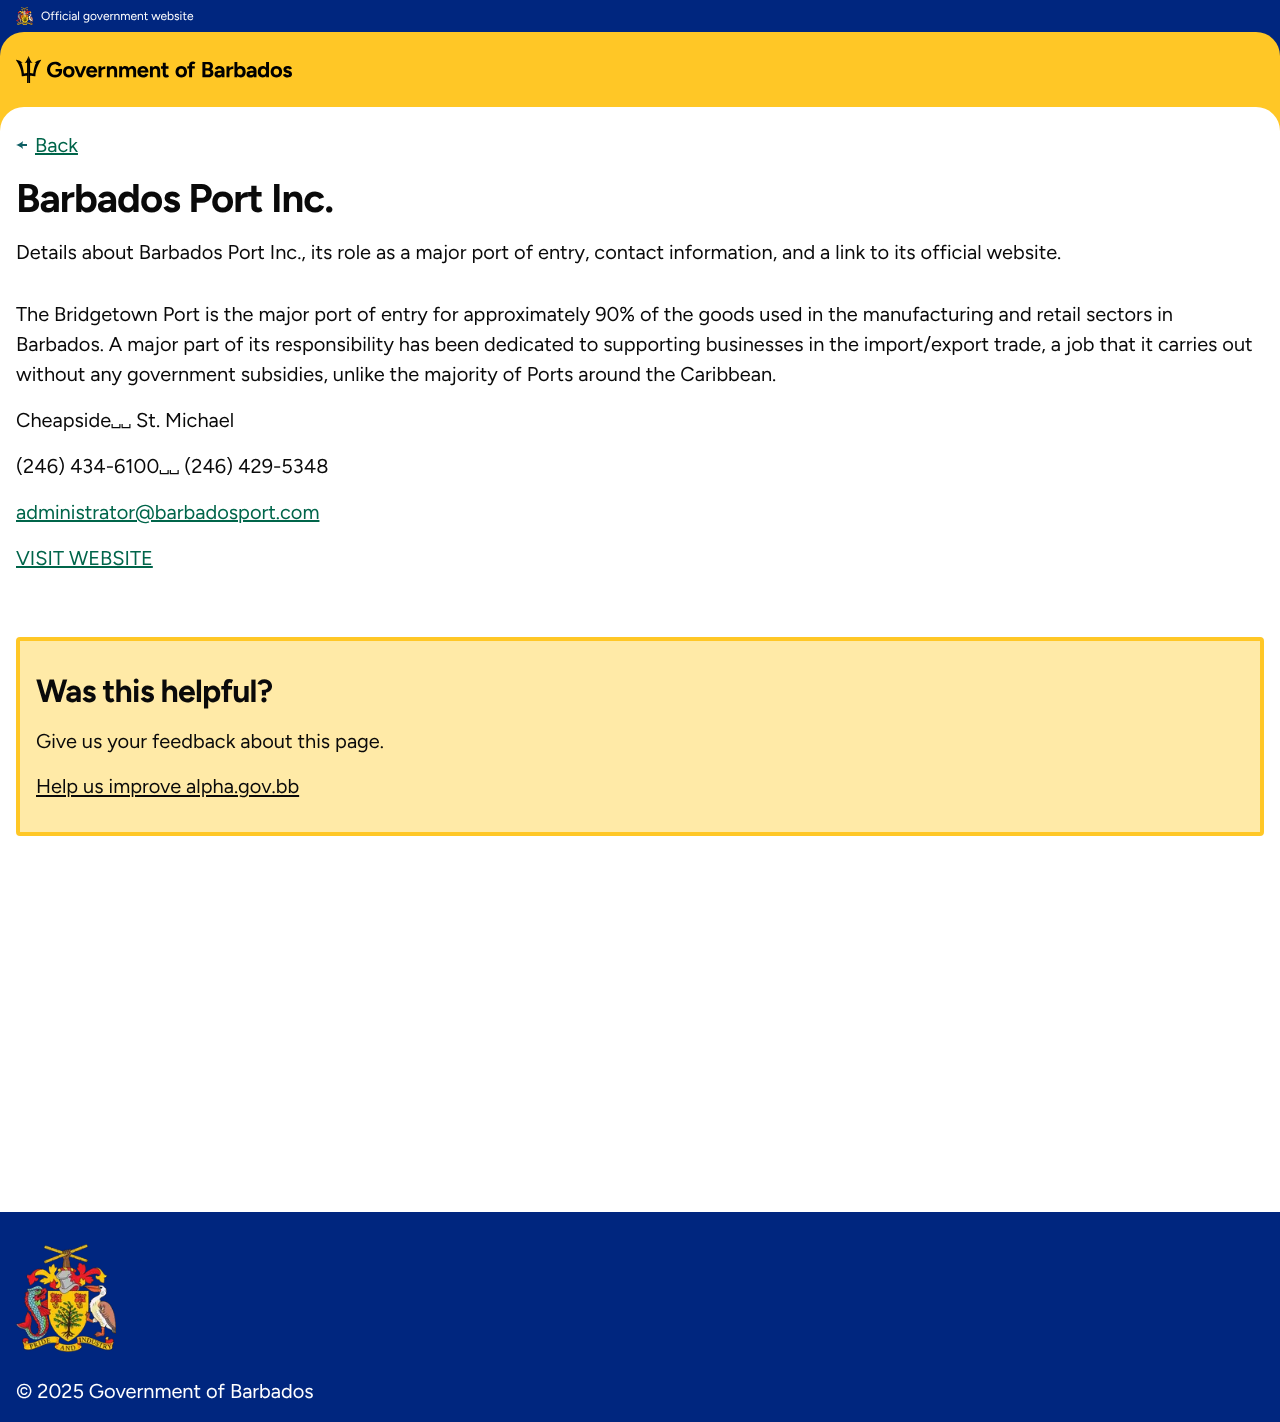 Official government website
Government of Barbados
Back
Barbados Port Inc.
Details about Barbados Port Inc., its role as a major port of entry, contact information, and a link to its official website.
The Bridgetown Port is the major port of entry for approximately 90% of the goods used in the manufacturing and retail sectors in
Barbados. A major part of its responsibility has been dedicated to supporting businesses in the import/export trade, a job that it carries out
without any government subsidies, unlike the majority of Ports around the Caribbean.
Cheapside␣␣ St. Michael
(246) 434-6100␣␣ (246) 429-5348
administrator@barbadosport.com
VISIT WEBSITE
Was this helpful?
Give us your feedback about this page.
Help us improve alpha.gov.bb
PRIDE AND INDUSTRY
© 2025 Government of Barbados